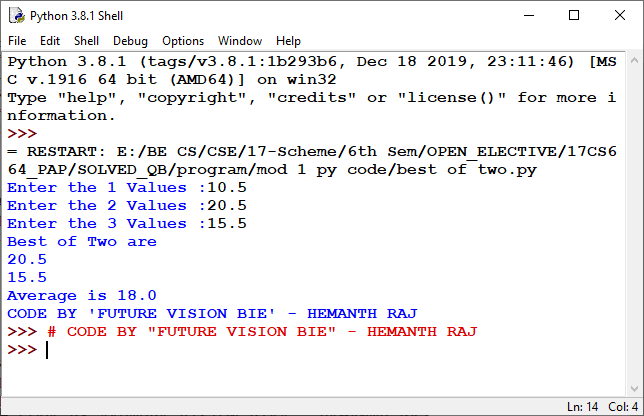 Python 3.8.1 Shell
File Edit Shell Debug Options Window Help
Python 3.8.1 (tags/v3.8.1:1b293b6, Dec 18 2019, 23:11:46) [MS
C v.1916 64 bit (AMD64)] on win32
Type "help", "copyright", "credits" or "license()" for more i
nformation.
>>>
= RESTART: E:/BE CS/CSE/17-Scheme/6th Sem/OPEN_ELECTIVE/17CS6
64_PAP/SOLVED_QB/program/mod 1 py code/best of two.py
Enter the 1 Values :10.5
Enter the 2 Values :20.5
Enter the 3 Values :15.5
Best of Two are
20.5
15.5
Average is 18.0
CODE BY 'FUTURE VISION BIE' - HEMANTH RAJ
>>> # CODE BY "FUTURE VISION BIE" - HEMANTH RAJ
>>>
Ln: 14 Col: 4